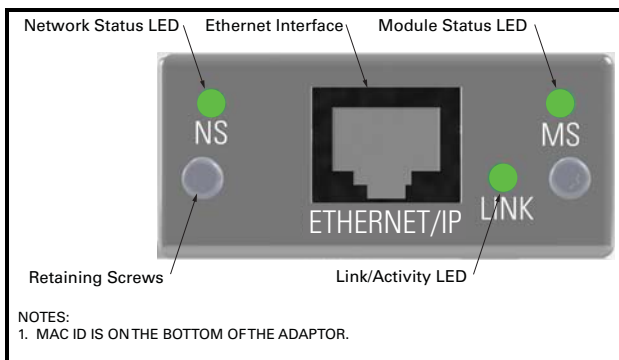 Network Status LED Ethernet Interface Module Status LED
NS MS
ETHERNET/IP LINK
Retaining Screws Link/Activity LED
NOTES:
1. MAC ID IS ON THE BOTTOM OF THE ADAPTOR.